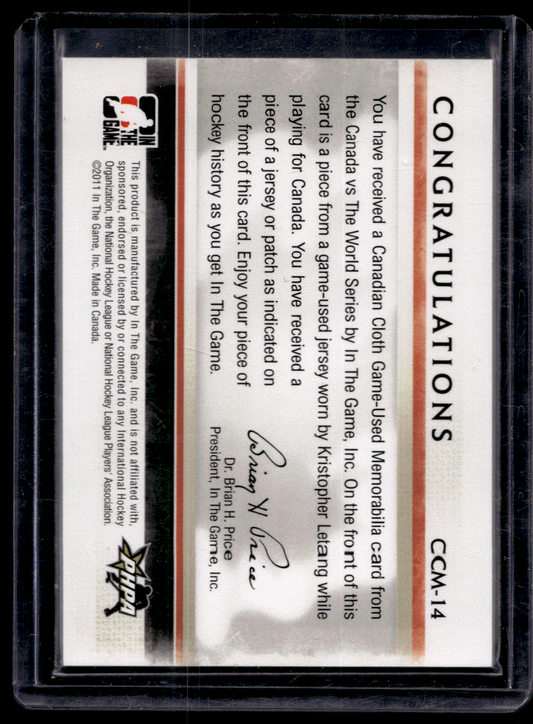 CONGRATULATIONS CCM-14
You have received a Canadian Cloth Game-Used Memorabilia card from
the Canada vs The World Series by In The Game, Inc. On the front of this
card is a piece from a game-used jersey worn by Kristopher Letang while
playing for Canada. You have received a
piece of a jersey or patch as indicated on
the front of this card. Enjoy your piece of
hockey history as you get In The Game.
Brian H Price
Dr. Brian H. Price
President, In The Game, Inc.
IN
THE
GAME
This product is manufactured by In The Game, Inc. and is not affiliated with,
sponsored, endorsed or licensed by or connected to any International Hockey
Organization, the National Hockey League or National Hockey League Players' Association.
©2011 In The Game, Inc. Made in Canada.
PHPA